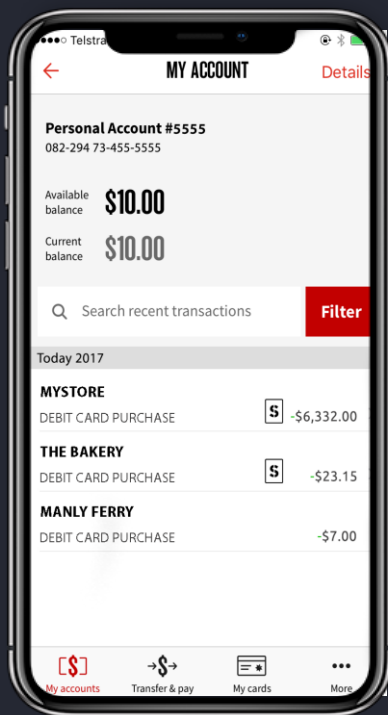 Telstra
MY ACCOUNT
Details
Personal Account #5555
082-294 73-455-5555
Available balance $10.00
Current balance $10.00
Search recent transactions
Filter
Today 2017
MYSTORE
DEBIT CARD PURCHASE S -$6,332.00
THE BAKERY
DEBIT CARD PURCHASE S -$23.15
MANLY FERRY
DEBIT CARD PURCHASE -$7.00
[$] →$→
My accounts Transfer & pay My cards More